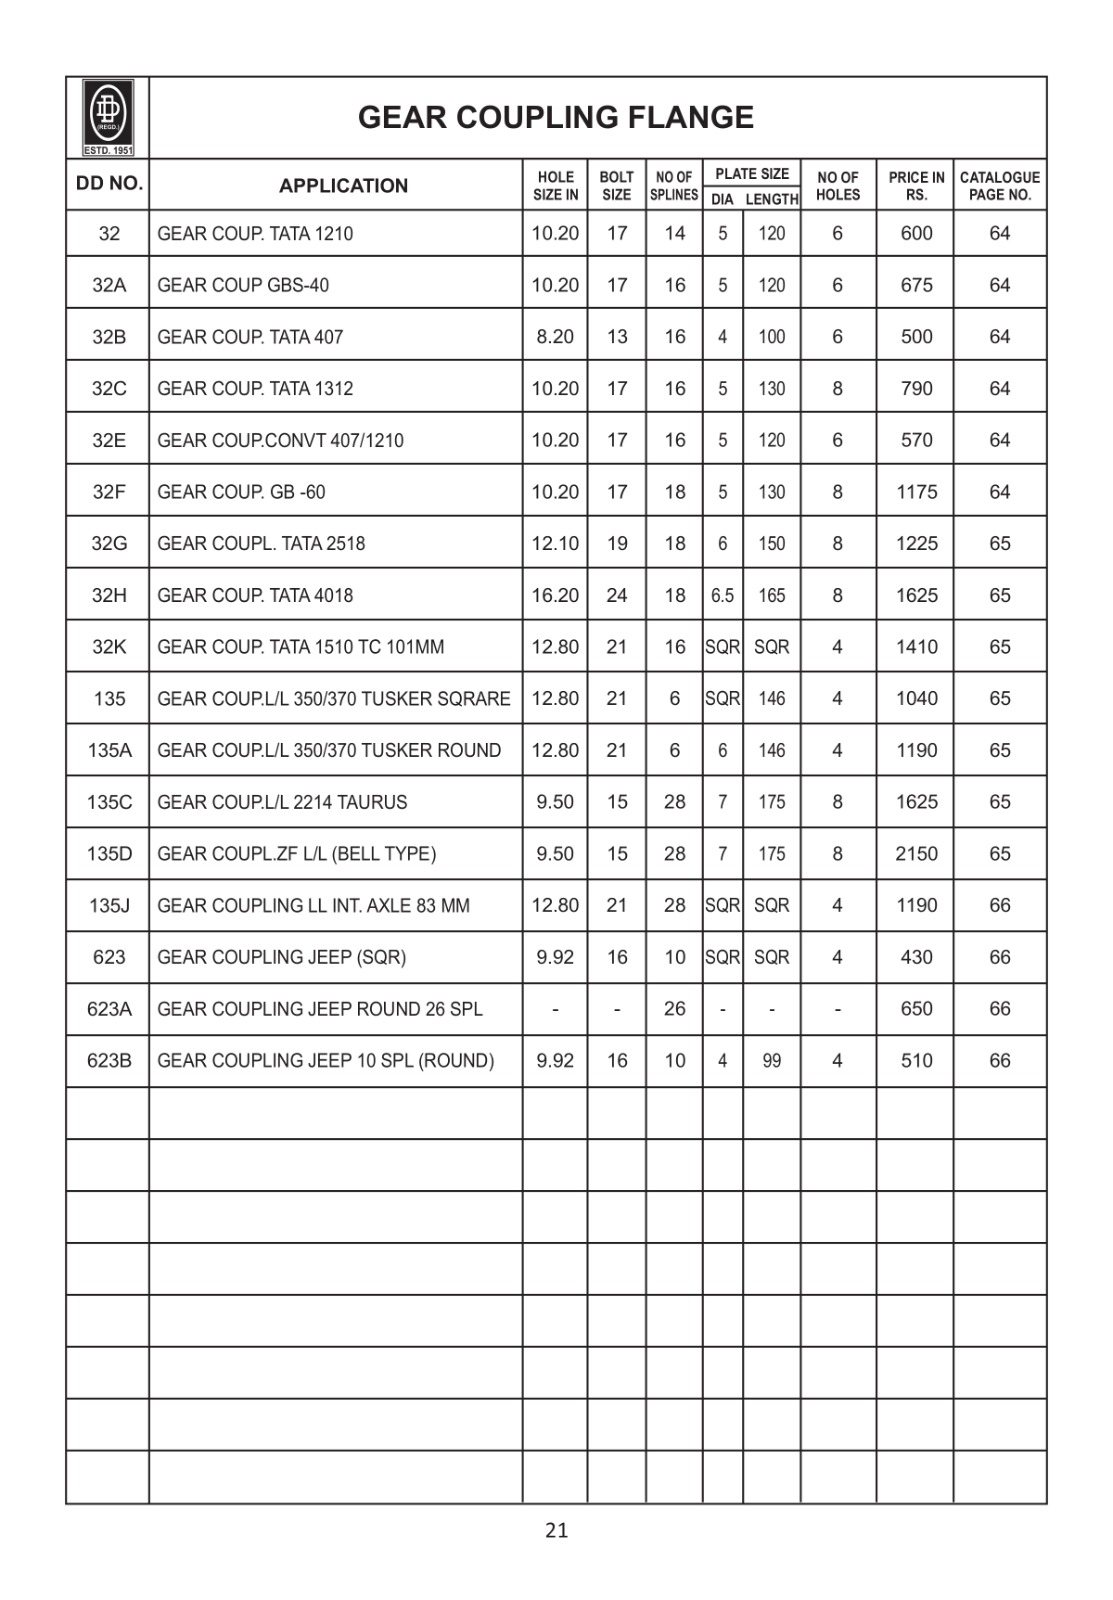 DD
(REGD.)
ESTD. 1951
GEAR COUPLING FLANGE
DD NO. APPLICATION HOLE SIZE IN BOLT SIZE NO OF SPLINES PLATE SIZE DIA LENGTH NO OF HOLES PRICE IN RS. CATALOGUE PAGE NO.
32 GEAR COUP. TATA 1210 10.20 17 14 5 120 6 600 64
32A GEAR COUP GBS-40 10.20 17 16 5 120 6 675 64
32B GEAR COUP. TATA 407 8.20 13 16 4 100 6 500 64
32C GEAR COUP. TATA 1312 10.20 17 16 5 130 8 790 64
32E GEAR COUP.CONVT 407/1210 10.20 17 16 5 120 6 570 64
32F GEAR COUP. GB -60 10.20 17 18 5 130 8 1175 64
32G GEAR COUPL. TATA 2518 12.10 19 18 6 150 8 1225 65
32H GEAR COUP. TATA 4018 16.20 24 18 6.5 165 8 1625 65
32K GEAR COUP. TATA 1510 TC 101MM 12.80 21 16 SQR SQR 4 1410 65
135 GEAR COUP.L/L 350/370 TUSKER SQRARE 12.80 21 6 SQR 146 4 1040 65
135A GEAR COUP.L/L 350/370 TUSKER ROUND 12.80 21 6 6 146 4 1190 65
135C GEAR COUP.L/L 2214 TAURUS 9.50 15 28 7 175 8 1625 65
135D GEAR COUPL.ZF L/L (BELL TYPE) 9.50 15 28 7 175 8 2150 65
135J GEAR COUPLING LL INT. AXLE 83 MM 12.80 21 28 SQR SQR 4 1190 66
623 GEAR COUPLING JEEP (SQR) 9.92 16 10 SQR SQR 4 430 66
623A GEAR COUPLING JEEP ROUND 26 SPL - - 26 - - - 650 66
623B GEAR COUPLING JEEP 10 SPL (ROUND) 9.92 16 10 4 99 4 510 66
21